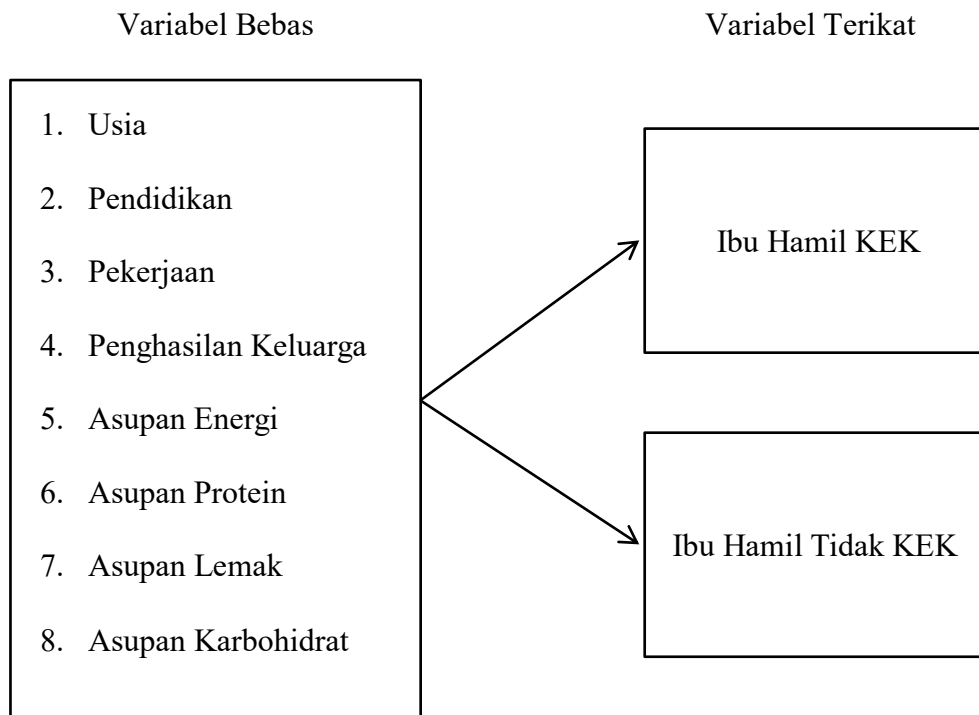 Variabel Bebas
Variabel Terikat
1. Usia
2. Pendidikan
3. Pekerjaan
4. Penghasilan Keluarga
5. Asupan Energi
6. Asupan Protein
7. Asupan Lemak
8. Asupan Karbohidrat
Ibu Hamil KEK
Ibu Hamil Tidak KEK